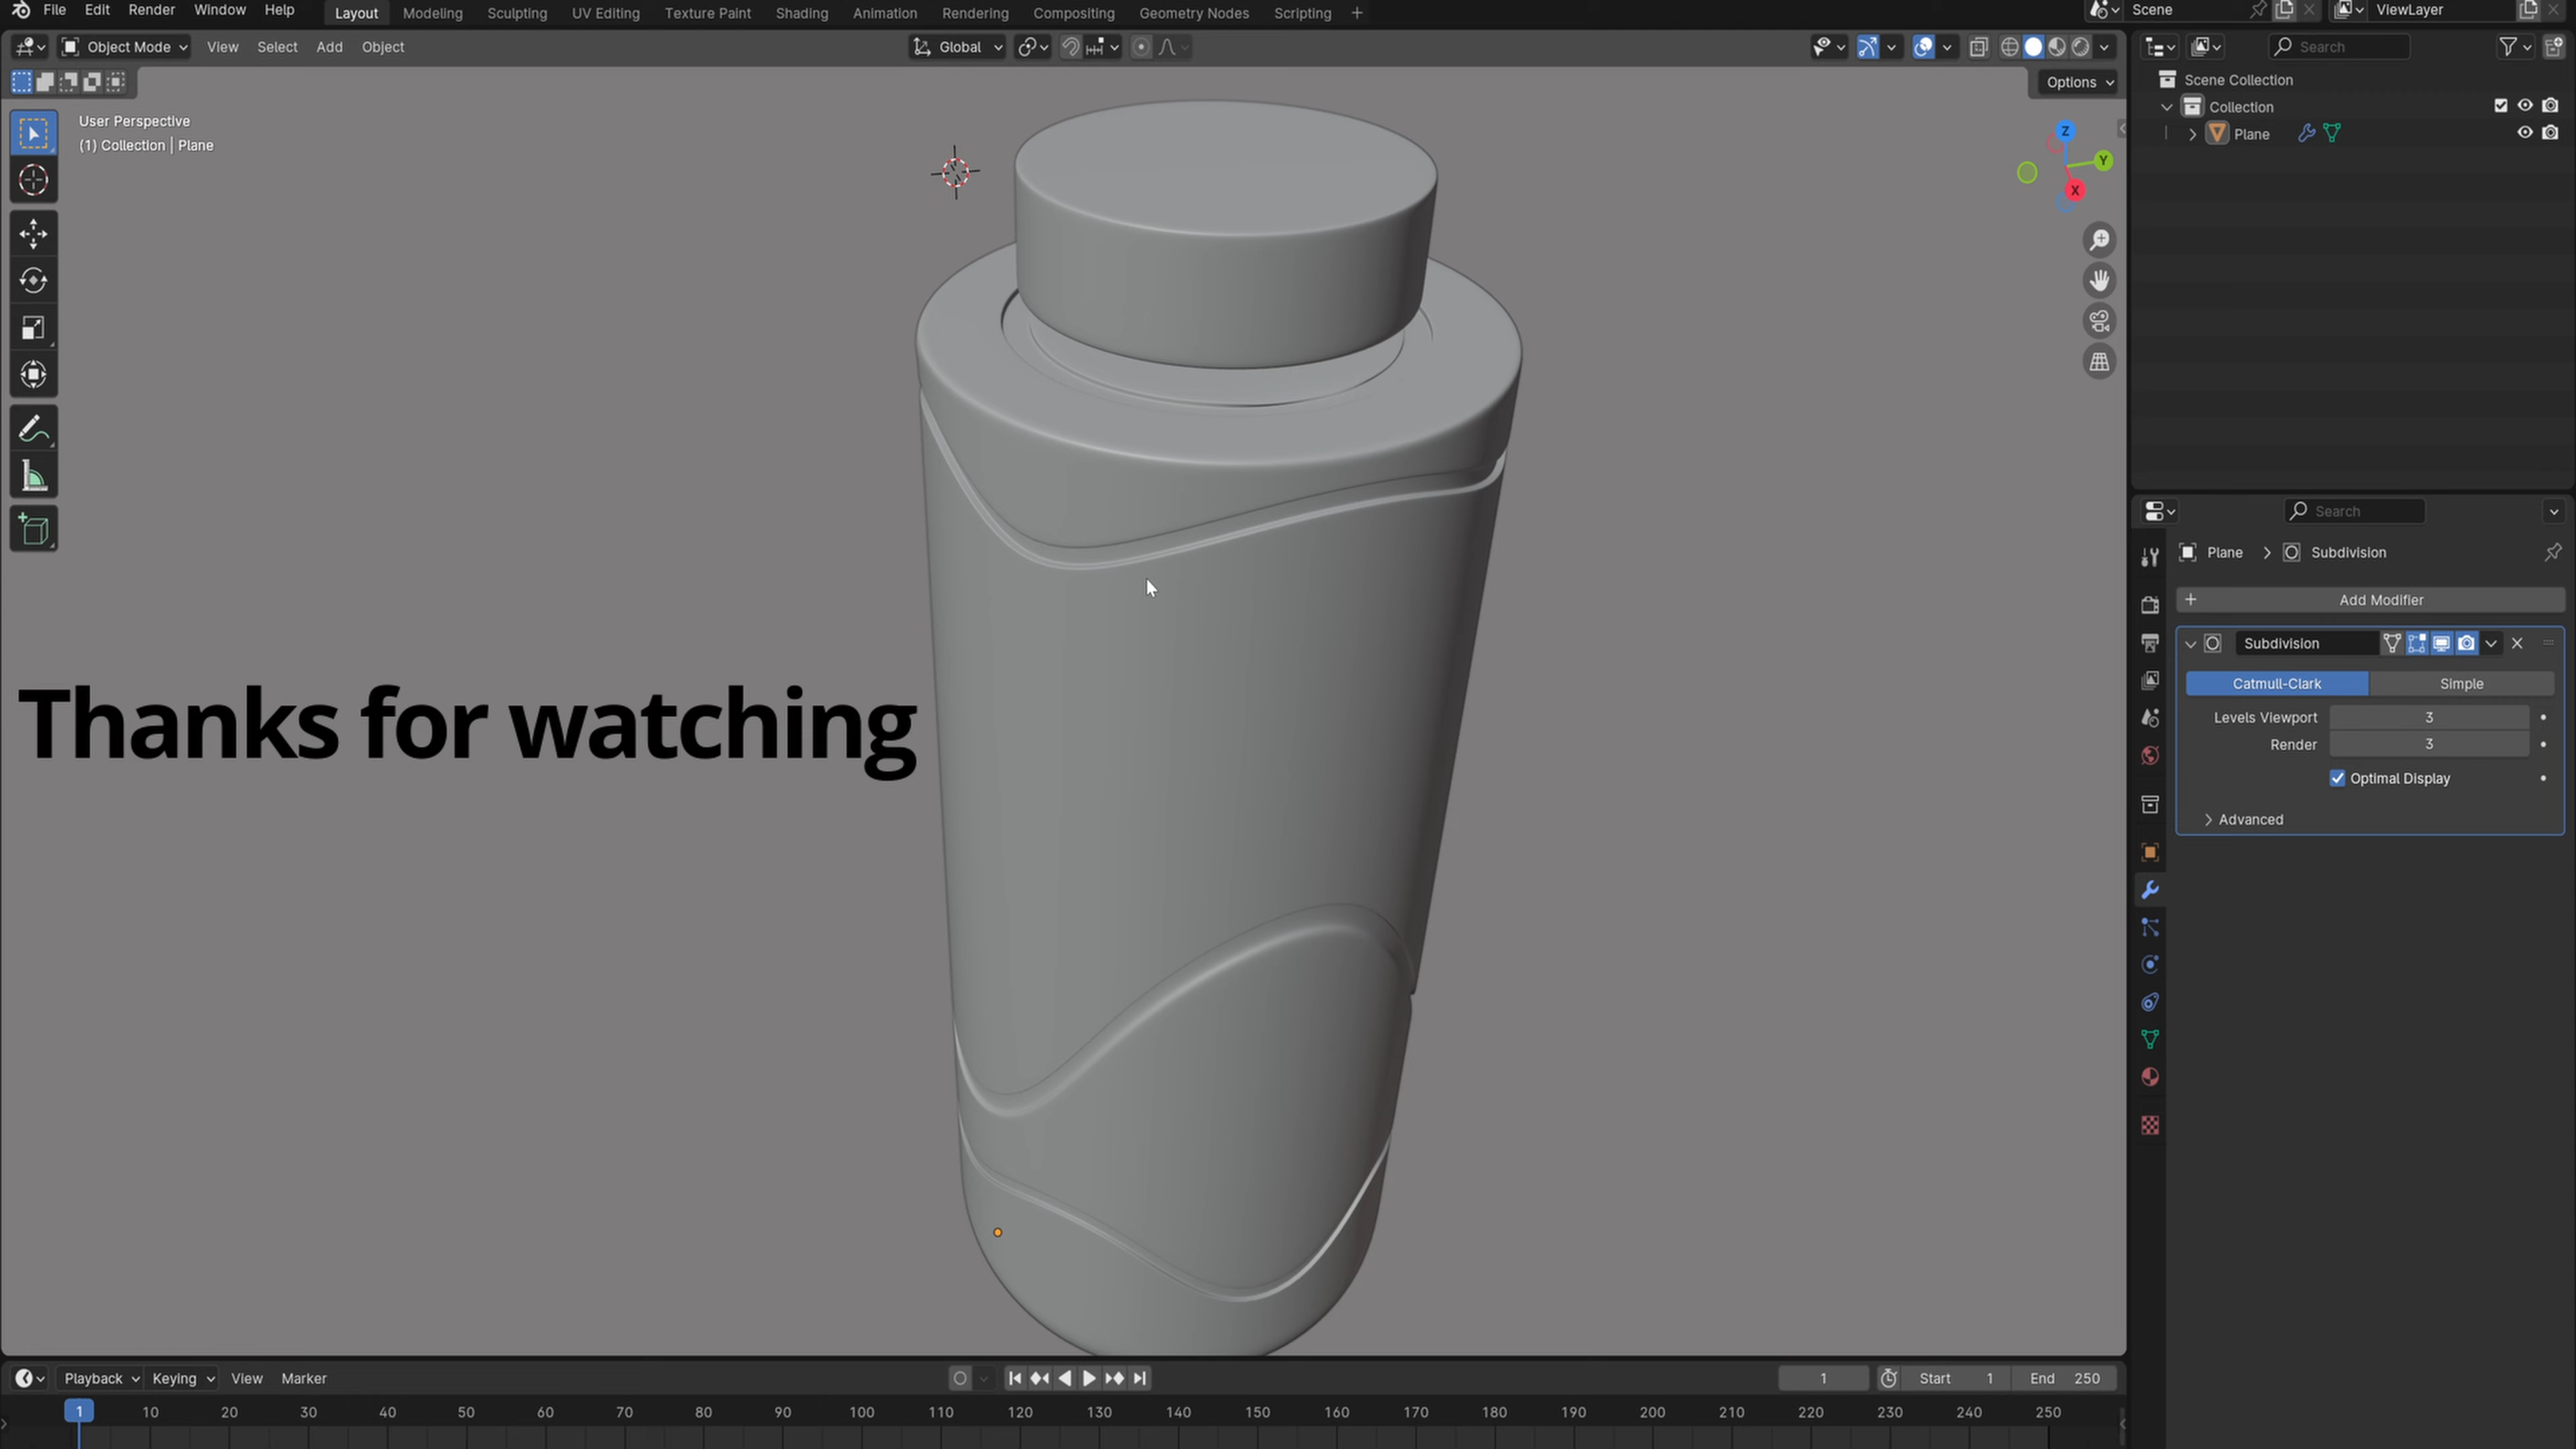 File Edit Render Window Help Layout Modeling Sculpting UV Editing Texture Paint Shading Animation Rendering Compositing Geometry Nodes Scripting + Scene ViewLayer
Object Mode View Select Add Object Global Search
Options
User Perspective
(1) Collection | Plane
Z
Y
X
Scene Collection
Collection
Plane
Search
Plane > Subdivision
+ Add Modifier
Subdivision
Catmull-Clark Simple
Levels Viewport 3
Render 3
Optimal Display
Advanced
Thanks for watching
Playback Keying View Marker 1 Start 1 End 250
1 10 20 30 40 50 60 70 80 90 100 110 120 130 140 150 160 170 180 190 200 210 220 230 240 250